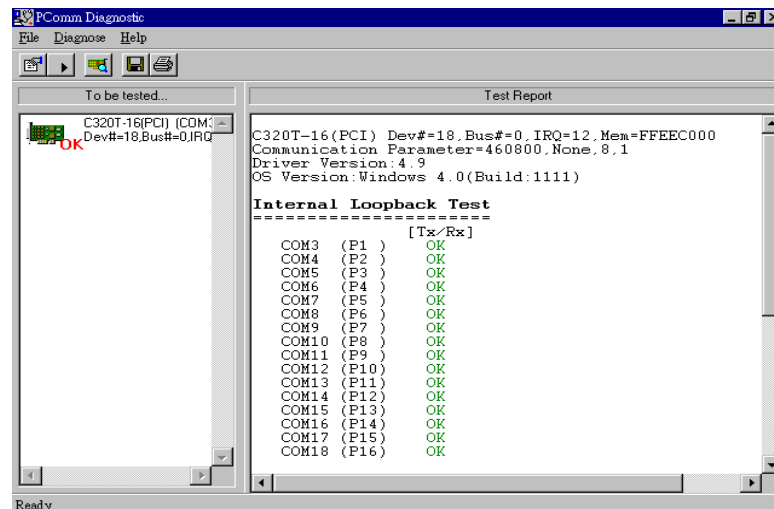 PComm Diagnostic
File Diagnose Help
To be tested...
C320T-16(PCI) (COM:
Dev#=18,Bus#=0,IRQ
OK
Test Report
C320T-16(PCI) Dev#=18,Bus#=0,IRQ=12,Mem=FFEEC000
Communication Parameter=460800,None,8,1
Driver Version:4.9
OS Version:Windows 4.0(Build:1111)
Internal Loopback Test
========================
[Tx/Rx]
COM3 (P1 ) OK
COM4 (P2 ) OK
COM5 (P3 ) OK
COM6 (P4 ) OK
COM7 (P5 ) OK
COM8 (P6 ) OK
COM9 (P7 ) OK
COM10 (P8 ) OK
COM11 (P9 ) OK
COM12 (P10) OK
COM13 (P11) OK
COM14 (P12) OK
COM15 (P13) OK
COM16 (P14) OK
COM17 (P15) OK
COM18 (P16) OK
Ready